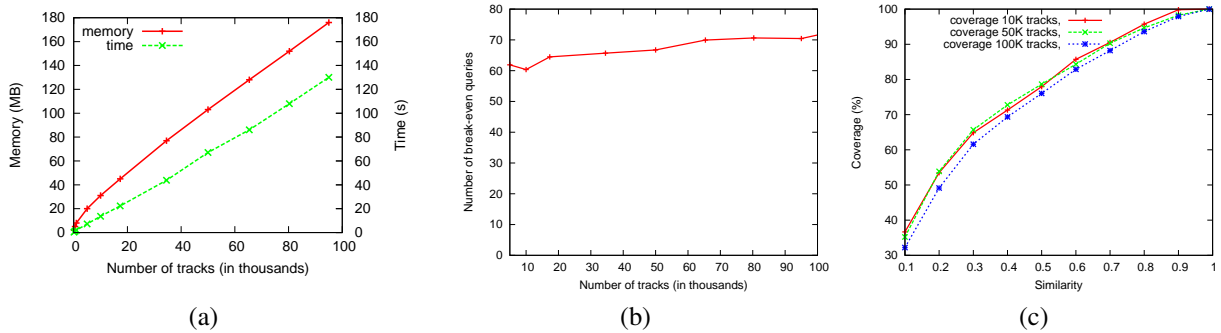 180
160
140
120
100
80
60
40
20
0
Memory (MB)
memory
time
180
160
140
120
100
80
60
40
20
0
Time (s)
0 20 40 60 80 100
Number of tracks (in thousands)
(a)
80
70
60
50
40
30
20
10
0
Number of break-even queries
10 20 30 40 50 60 70 80 90 100
Number of tracks (in thousands)
(b)
100
90
80
70
60
50
40
30
Coverage (%)
coverage 10K tracks,
coverage 50K tracks,
coverage 100K tracks,
0.1 0.2 0.3 0.4 0.5 0.6 0.7 0.8 0.9 1
Similarity
(c)